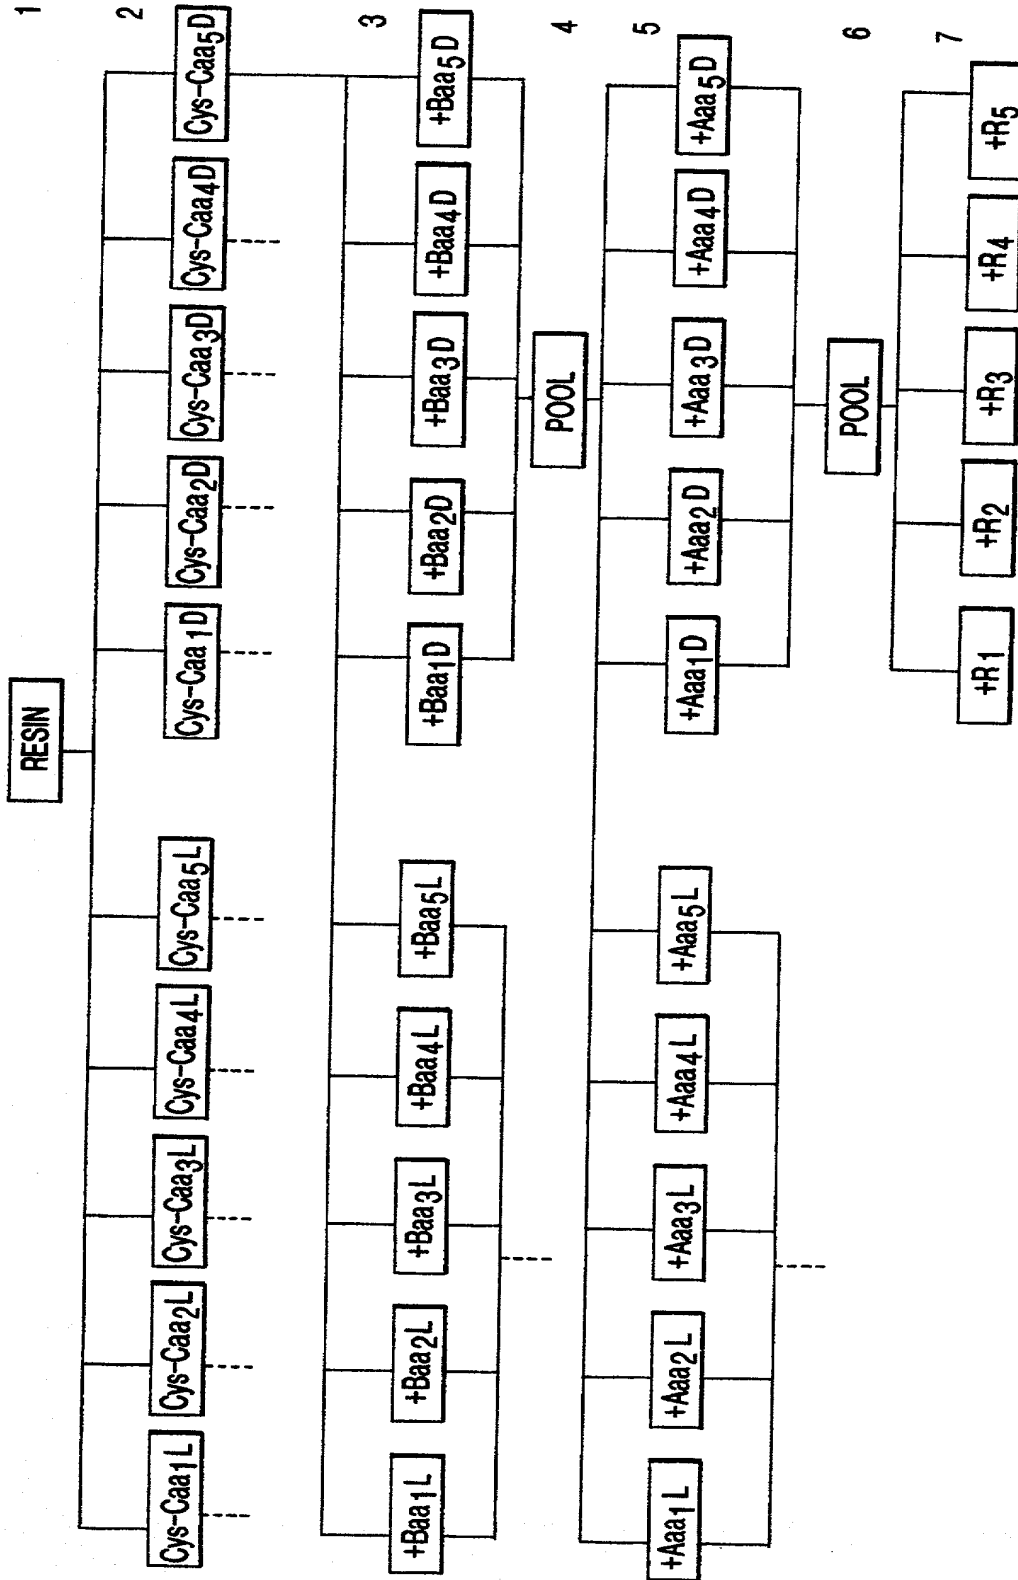 RESIN
1
Cys-Caa1L
Cys-Caa2L
Cys-Caa3L
Cys-Caa4L
Cys-Caa5L
Cys-Caa1D
Cys-Caa2D
Cys-Caa3D
Cys-Caa4D
Cys-Caa5D
2
+Baa1L
+Baa2L
+Baa3L
+Baa4L
+Baa5L
+Baa1D
+Baa2D
+Baa3D
+Baa4D
+Baa5D
3
POOL
4
+Aaa1L
+Aaa2L
+Aaa3L
+Aaa4L
+Aaa5L
+Aaa1D
+Aaa2D
+Aaa3D
+Aaa4D
+Aaa5D
5
POOL
6
+R1
+R2
+R3
+R4
+R5
7